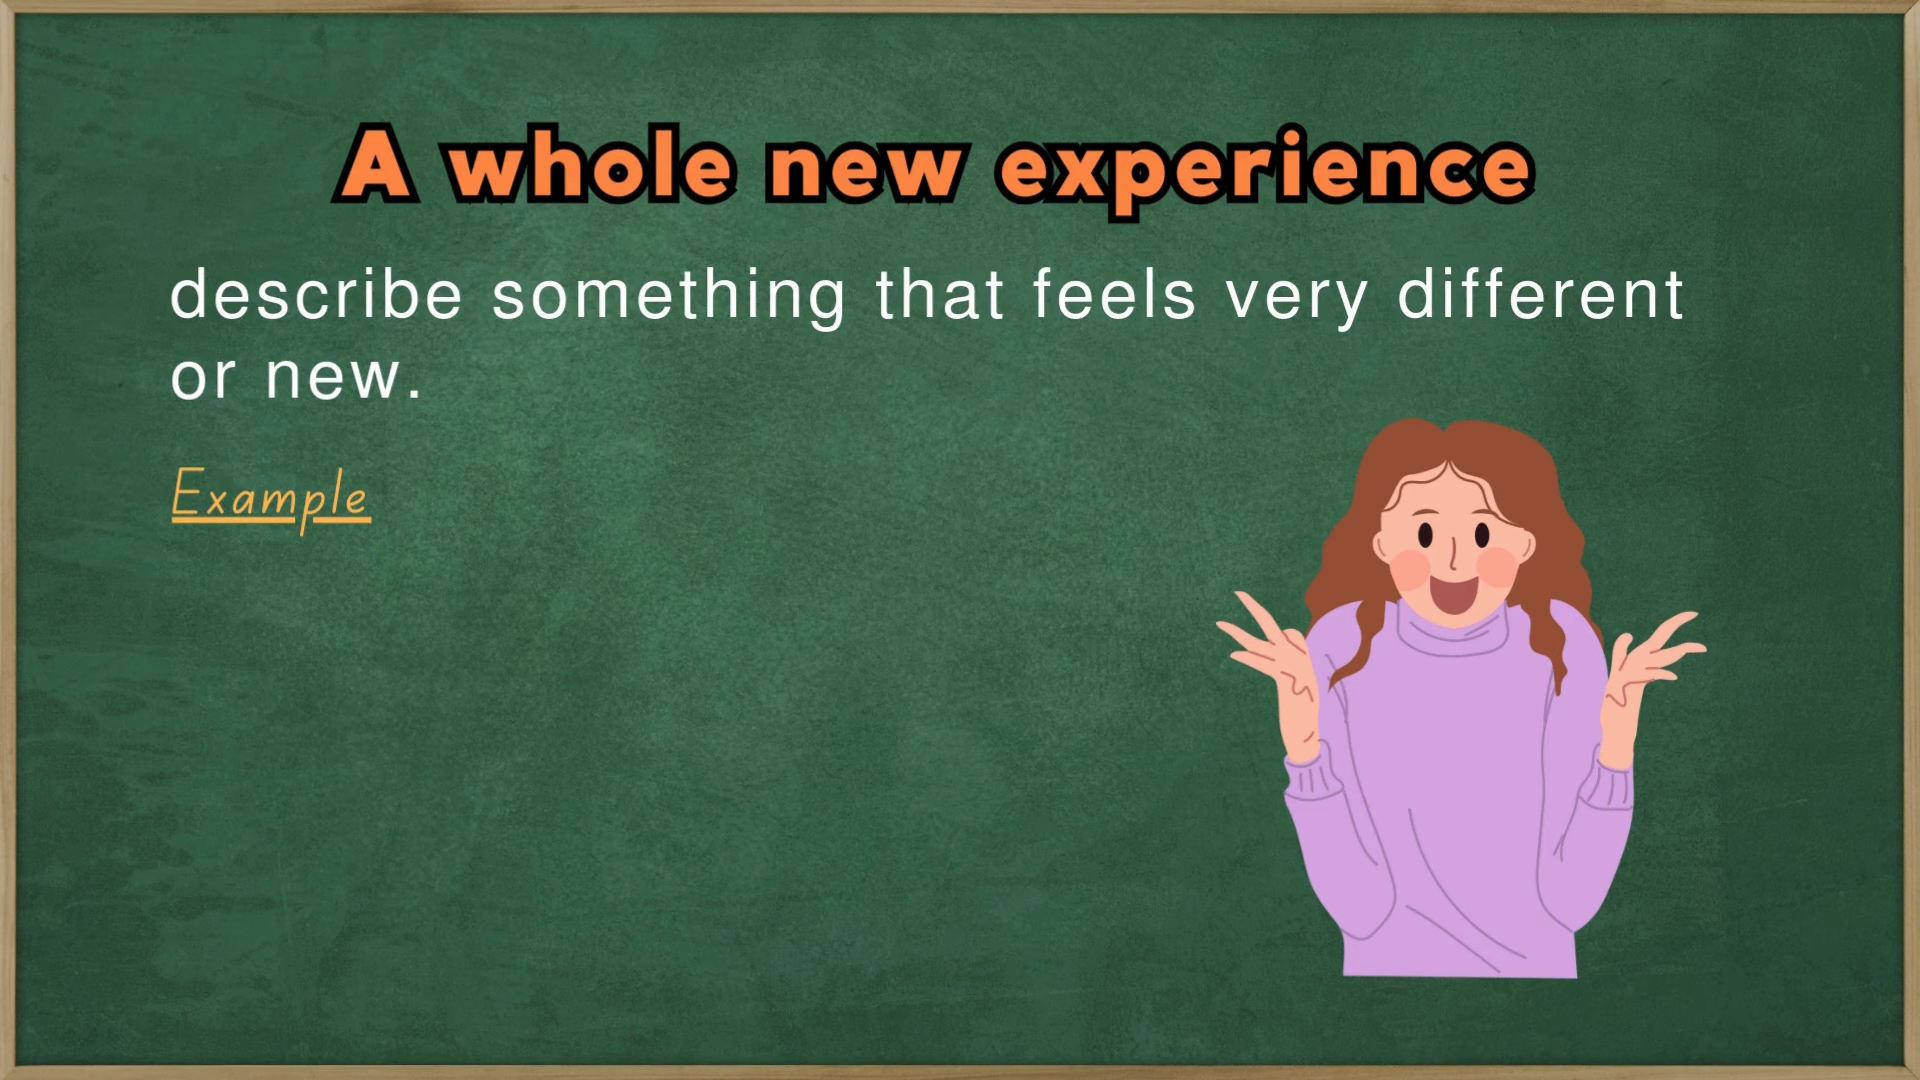 A whole new experience
describe something that feels very different
or new.
Example